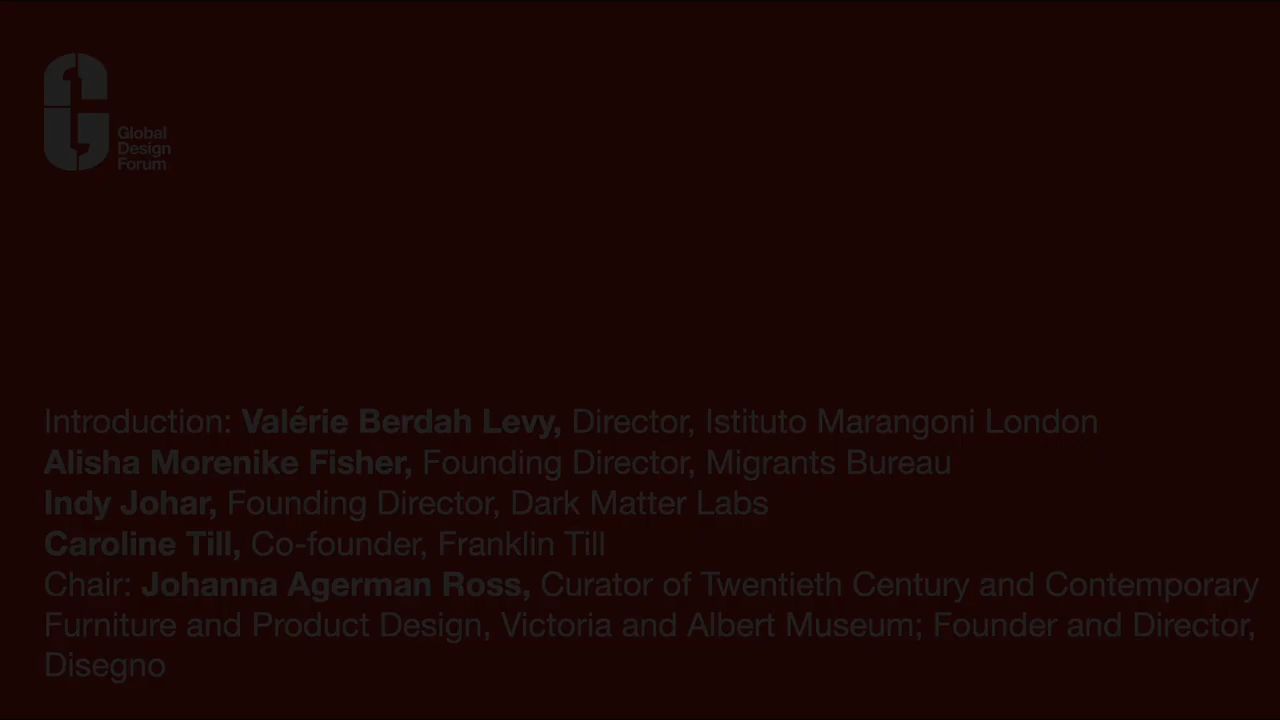 Global
Design
Forum
Introduction: Valérie Berdah Levy, Director, Istituto Marangoni London
Alisha Morenike Fisher, Founding Director, Migrants Bureau
Indy Johar, Founding Director, Dark Matter Labs
Caroline Till, Co-founder, Franklin Till
Chair: Johanna Agerman Ross, Curator of Twentieth Century and Contemporary
Furniture and Product Design, Victoria and Albert Museum; Founder and Director,
Disegno